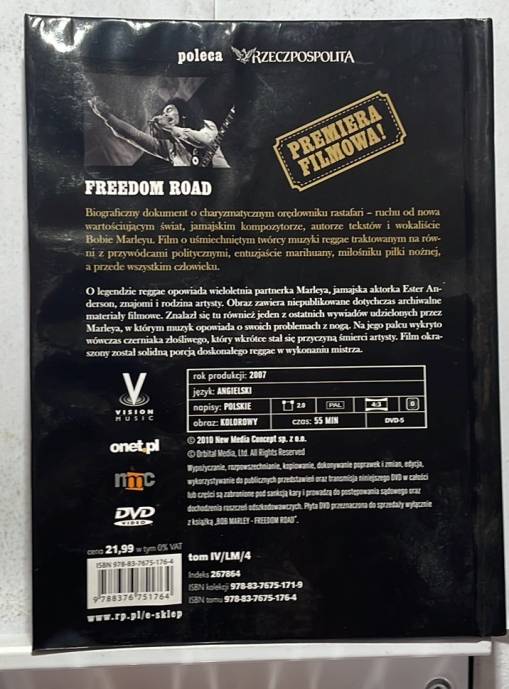 poleca RZECZPOSPOLITA
PREMIERA
FILMOWA!
FREEDOM ROAD
Biograficzny dokument o charyzmatycznym orędowniku rastafari – ruchu od nowa
wartościującym świat, jamajskim kompozytorze, autorze tekstów i wokaliście
Bobie Marleyu. Film o uśmiechniętym twórcy muzyki reggae traktowanym na rów-
ni z przywódcami politycznymi, entuzjaście marihuany, miłośniku piłki nożnej,
a przede wszystkim człowieku.
O legendzie reggae opowiada wieloletnia partnerka Marleya, jamajska aktorka Ester An-
derson, znajomi i rodzina artysty. Obraz zawiera niepublikowane dotychczas archiwalne
materiały filmowe. Znalazł się tu również jeden z ostatnich wywiadów udzielonych przez
Marleya, w którym muzyk opowiada o swoich problemach z nogą. Na jego palcu wykryto
wówczas czerniaka złośliwego, który wkrótce stał się przyczyną śmierci artysty. Film okra-
szony został solidną porcją doskonałego reggae w wykonaniu mistrza.
V
VISION
MUSIC
onet.pl
nmc
DVD
VIDEO
rok produkcji: 2007
język: ANGIELSKI
napisy: POLSKIE 2.0 PAL 4:3 0
obraz: KOLOROWY czas: 55 MIN DVD-5
© 2010 New Media Concept sp. z o.o.
© Orbital Media, Ltd. All Rights Reserved
Wypożyczanie, rozpowszechnianie, kopiowanie, dokonywanie poprawek i zmian, edycja,
wykorzystywanie do publicznych przedstawień oraz transmisja niniejszego DVD w całości
lub części są zabronione pod sankcją kary i prowadzą do postępowania sądowego oraz
dochodzenia roszczeń odszkodowawczych. Płyta DVD przeznaczona do sprzedaży wyłącznie
z książką „BOB MARLEY - FREEDOM ROAD".
cena 21,99 w tym 0% VAT
ISBN 978-83-7675-176-4
9 788376 751764
www.rp.pl/e-sklep
tom IV/LM/4
Indeks 267864
ISBN kolekcji 978-83-7675-171-9
ISBN tomu 978-83-7675-176-4